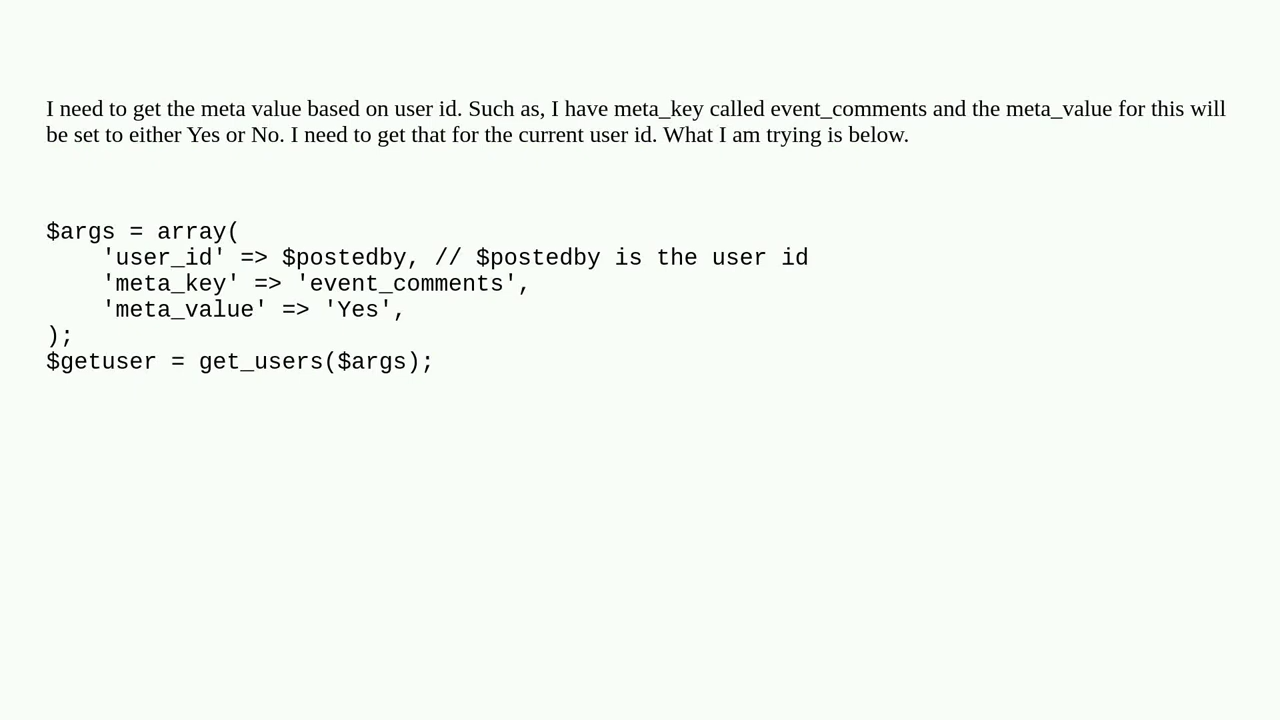 I need to get the meta value based on user id. Such as, I have meta_key called event_comments and the meta_value for this will
be set to either Yes or No. I need to get that for the current user id. What I am trying is below.
$args = array(
    'user_id' => $postedby, // $postedby is the user id
    'meta_key' => 'event_comments',
    'meta_value' => 'Yes',
);
$getuser = get_users($args);